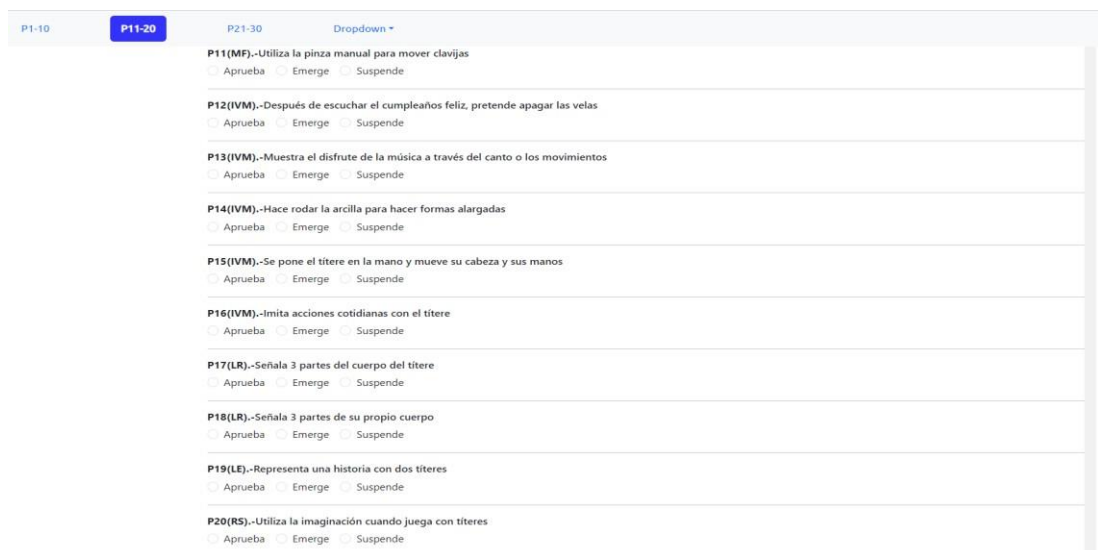 P1-10 P11-20 P21-30 Dropdown
P11(MF).-Utiliza la pinza manual para mover clavijas
Aprueba Emerge Suspende
P12(IVM).-Después de escuchar el cumpleaños feliz, pretende apagar las velas
Aprueba Emerge Suspende
P13(IVM).-Muestra el disfrute de la música a través del canto o los movimientos
Aprueba Emerge Suspende
P14(IVM).-Hace rodar la arcilla para hacer formas alargadas
Aprueba Emerge Suspende
P15(IVM).-Se pone el títere en la mano y mueve su cabeza y sus manos
Aprueba Emerge Suspende
P16(IVM).-Imita acciones cotidianas con el títere
Aprueba Emerge Suspende
P17(LR).-Señala 3 partes del cuerpo del títere
Aprueba Emerge Suspende
P18(LR).-Señala 3 partes de su propio cuerpo
Aprueba Emerge Suspende
P19(LE).-Representa una historia con dos títeres
Aprueba Emerge Suspende
P20(RS).-Utiliza la imaginación cuando juega con títeres
Aprueba Emerge Suspende